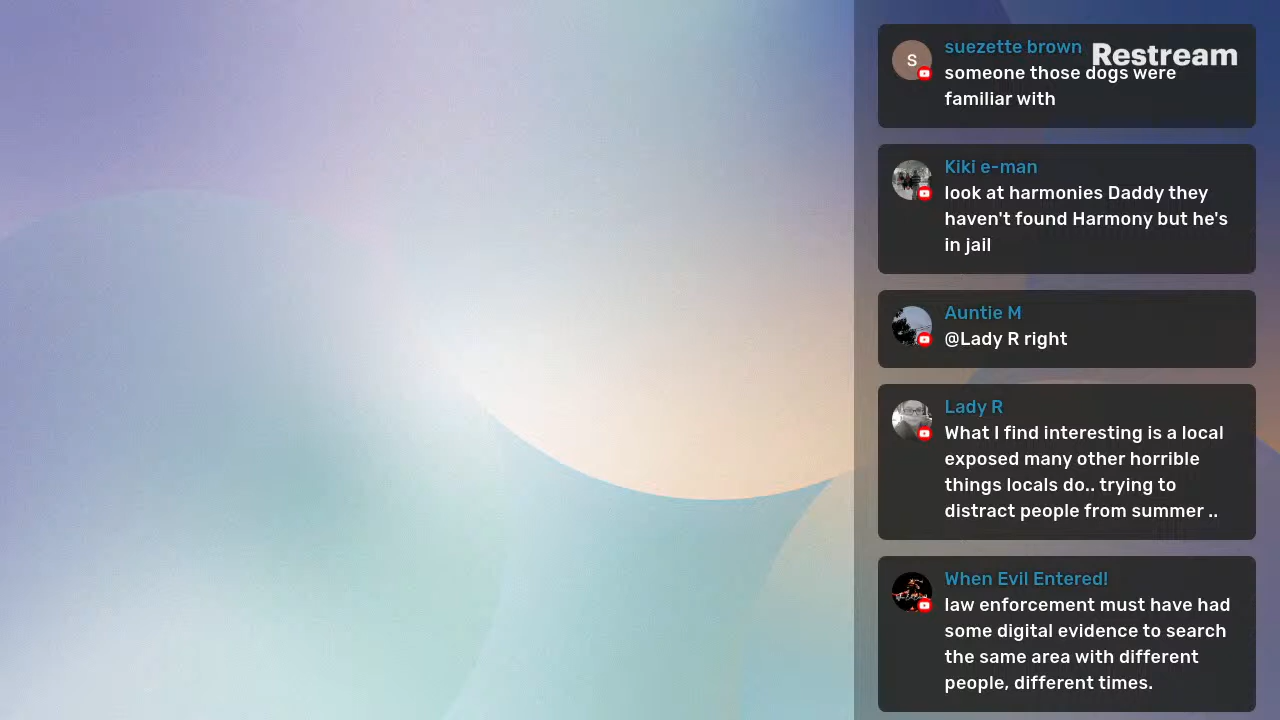 suezette brown
Restream
someone those dogs were
familiar with
Kiki e-man
look at harmonies Daddy they
haven't found Harmony but he's
in jail
Auntie M
@Lady R right
Lady R
What I find interesting is a local
exposed many other horrible
things locals do.. trying to
distract people from summer ..
When Evil Entered!
law enforcement must have had
some digital evidence to search
the same area with different
people, different times.
S